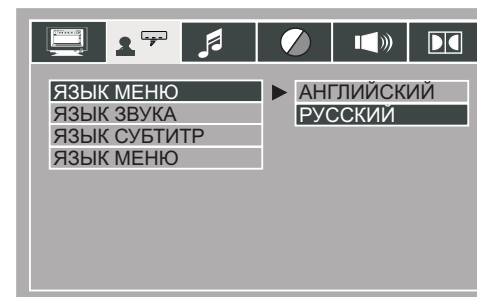 ЯЗЫК МЕНЮ
АНГЛИЙСКИЙ
ЯЗЫК ЗВУКА
РУССКИЙ
ЯЗЫК СУБТИТР
ЯЗЫК МЕНЮ